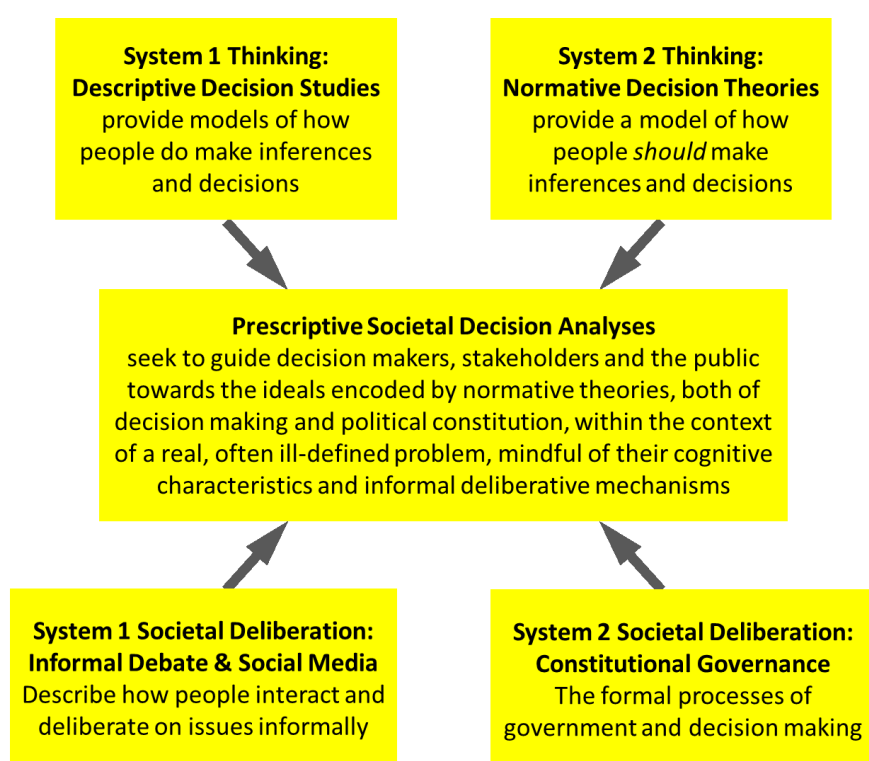 System 1 Thinking:
Descriptive Decision Studies
provide models of how
people do make inferences
and decisions
System 2 Thinking:
Normative Decision Theories
provide a model of how
people should make
inferences and decisions
Prescriptive Societal Decision Analyses
seek to guide decision makers, stakeholders and the public
towards the ideals encoded by normative theories, both of
decision making and political constitution, within the context
of a real, often ill-defined problem, mindful of their cognitive
characteristics and informal deliberative mechanisms
System 1 Societal Deliberation:
Informal Debate & Social Media
Describe how people interact and
deliberate on issues informally
System 2 Societal Deliberation:
Constitutional Governance
The formal processes of
government and decision making